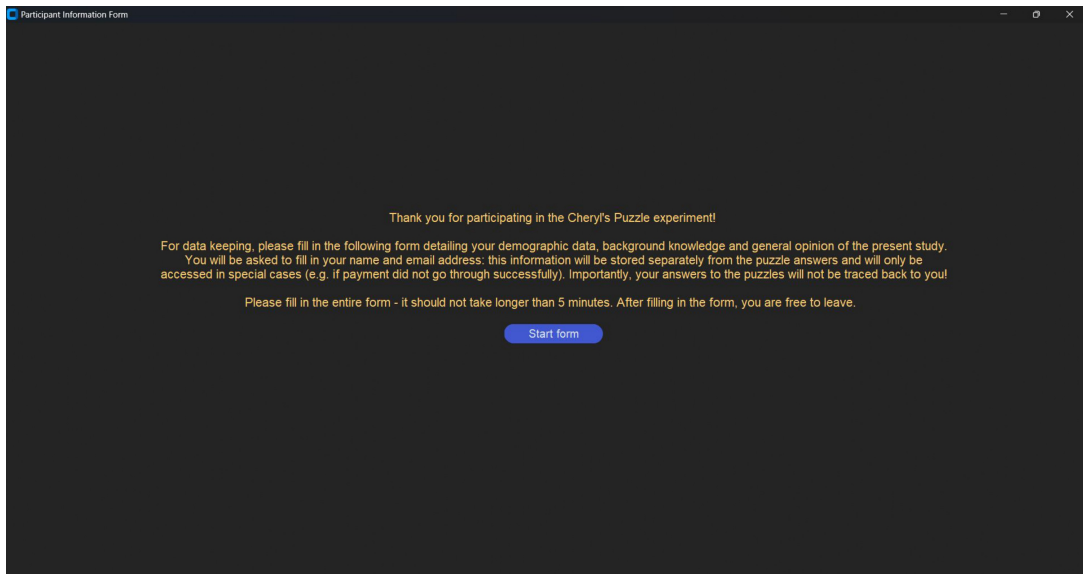 Participant Information Form
Thank you for participating in the Cheryl's Puzzle experiment!
For data keeping, please fill in the following form detailing your demographic data, background knowledge and general opinion of the present study.
You will be asked to fill in your name and email address: this information will be stored separately from the puzzle answers and will only be
accessed in special cases (e.g. if payment did not go through successfully). Importantly, your answers to the puzzles will not be traced back to you!
Please fill in the entire form - it should not take longer than 5 minutes. After filling in the form, you are free to leave.
Start form